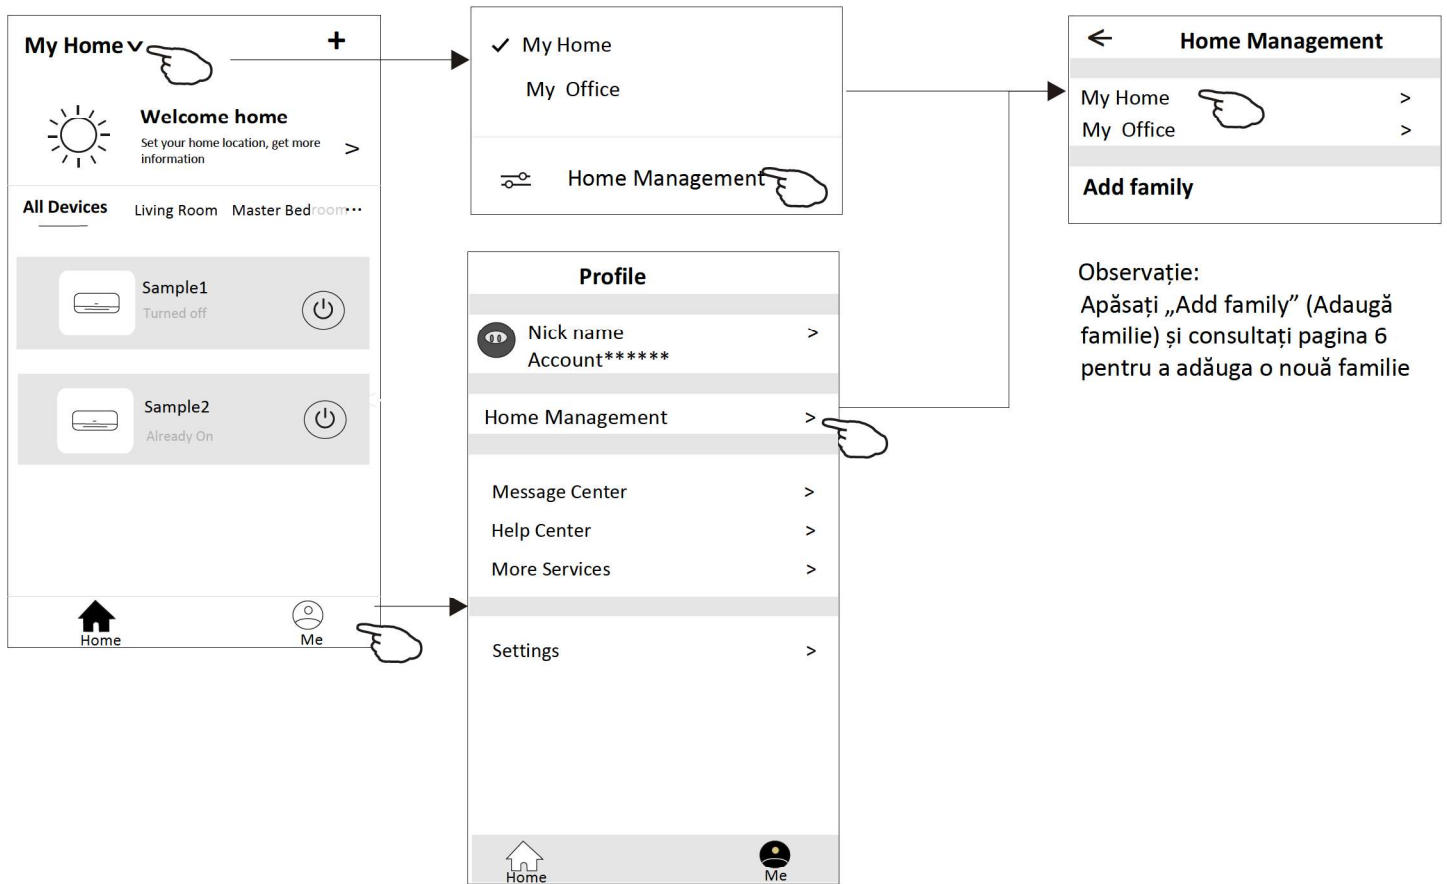 My Home
+
Welcome home
Set your home location, get more
information
>
All Devices
Living Room
Master Bedroom...
Sample1
Turned off
Sample2
Already On
Home
Me
✓ My Home
My Office
Home Management
Profile
Nick name >
Account******
Home Management >
Message Center >
Help Center >
More Services >
Settings >
Home
Me
← Home Management
My Home >
My Office >
Add family
Observație:
Apăsați „Add family” (Adaugă
familie) și consultați pagina 6
pentru a adăuga o nouă familie